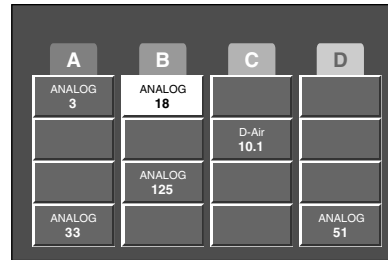 A B C D
ANALOG ANALOG
3 18
D-Air
10.1
ANALOG
125
ANALOG ANALOG
33 51